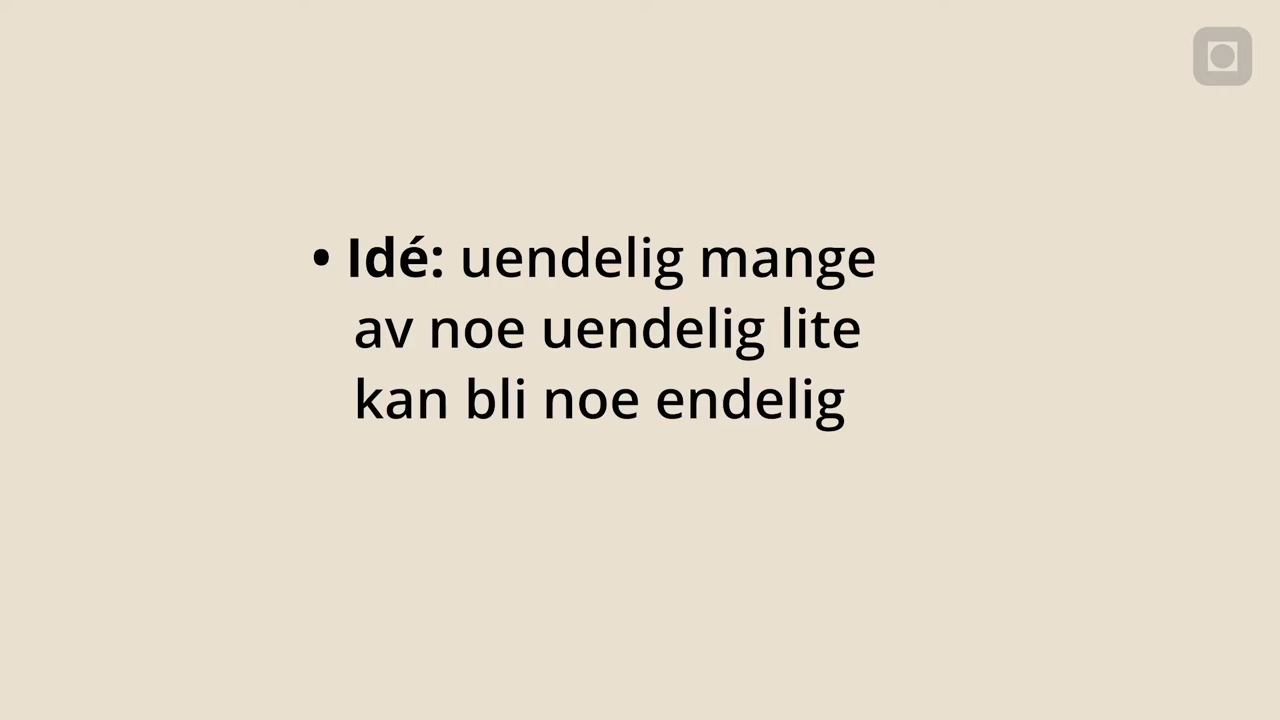 • Idé: uendelig mange
av noe uendelig lite
kan bli noe endelig